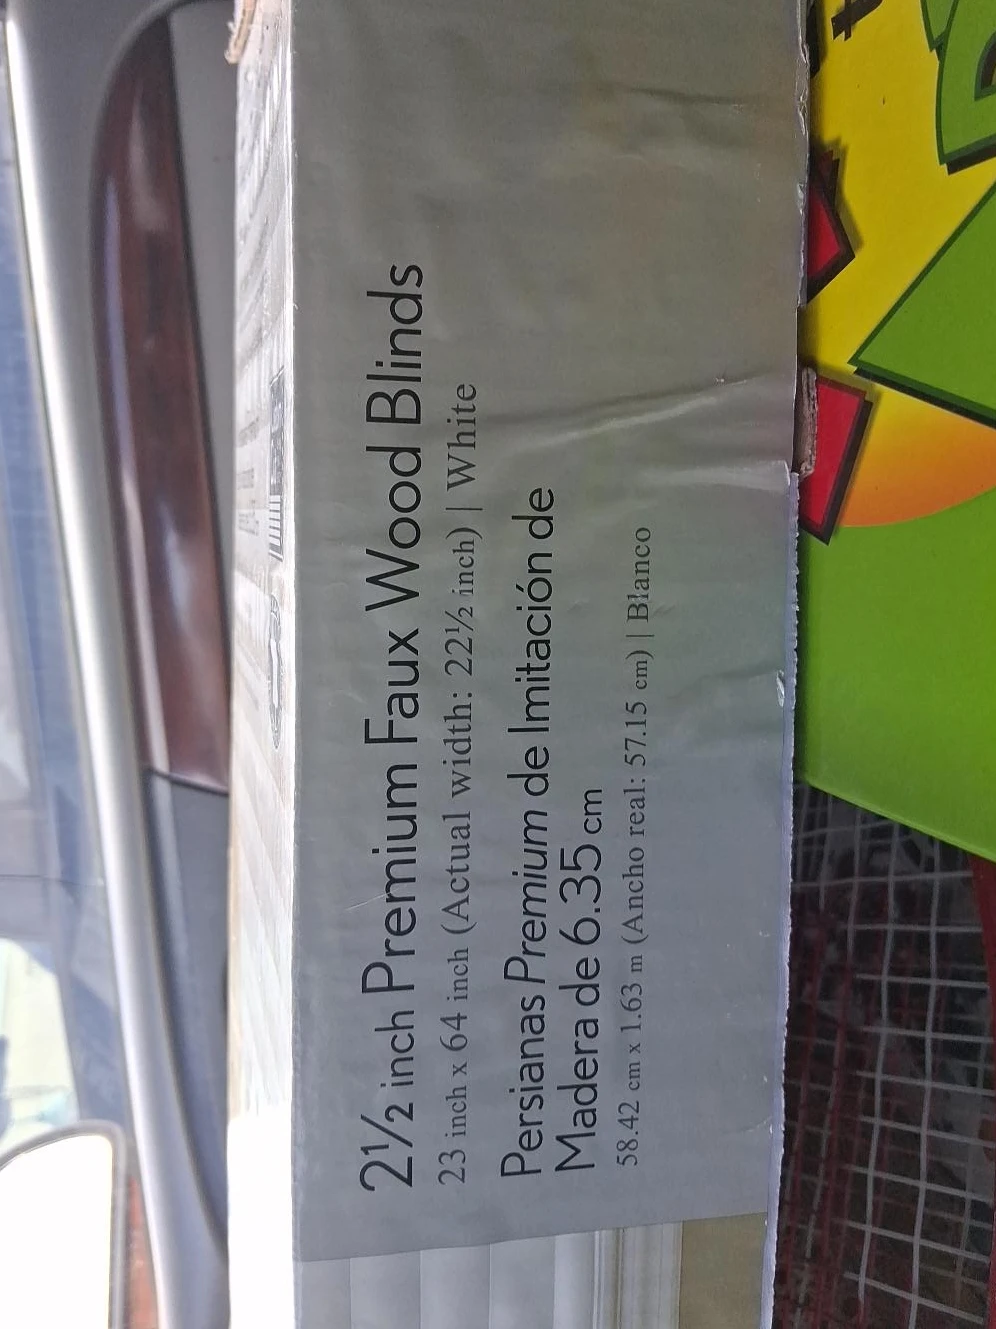 2½ inch Premium Faux Wood Blinds
23 inch x 64 inch (Actual width: 22½ inch) | White
Persianas Premium de Imitación de
Madera de 6.35 cm
58.42 cm x 1.63 m (Ancho real: 57.15 cm) | Blanco